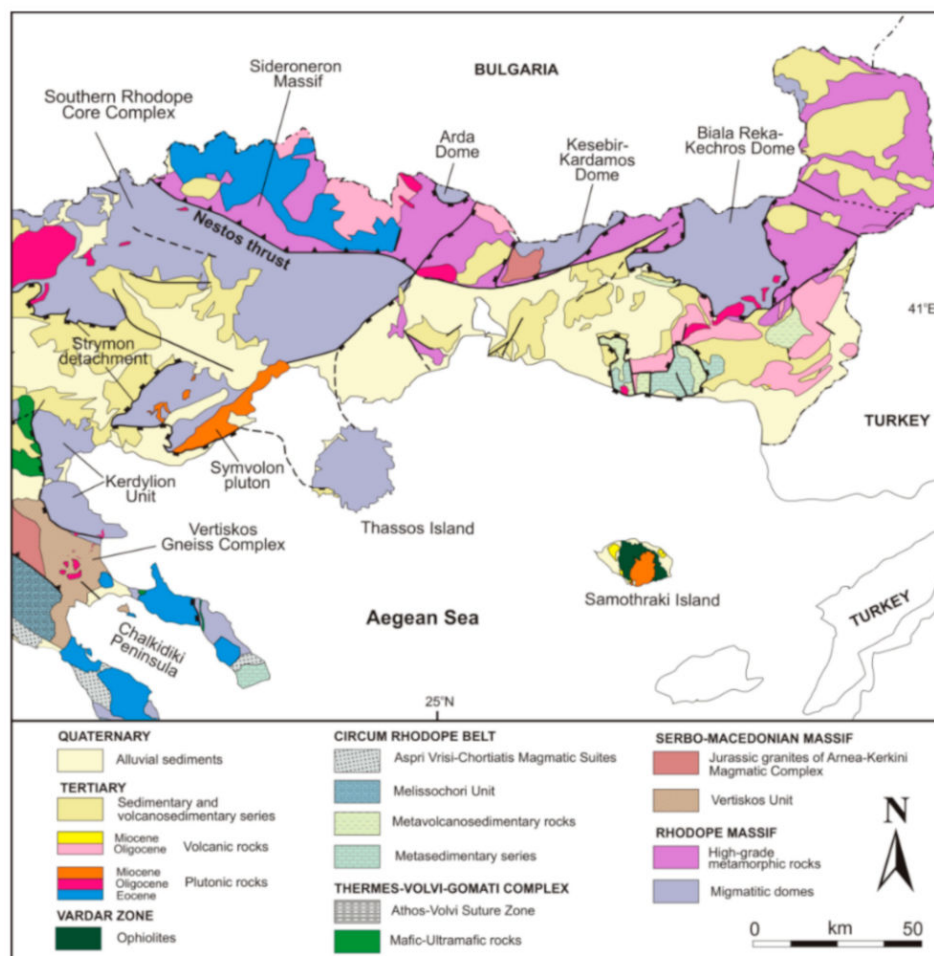 BULGARIA
Sideroneron
Massif
Southern Rhodope
Core Complex
Arda
Dome
Kesebir-
Kardamos
Dome
Biala Reka-
Kechros Dome
Nestos thrust
41°E
Strymon
detachment
TURKEY
Kerdylion
Unit
Symvolon
pluton
Thassos Island
Vertiskos
Gneiss Complex
Samothraki Island
Aegean Sea
TURKEY
Chalkidiki
Peninsula
25°N
QUATERNARY
Alluvial sediments
TERTIARY
Sedimentary and
volcanosedimentary series
Miocene
Oligocene
Volcanic rocks
Miocene
Oligocene
Eocene
Plutonic rocks
VARDAR ZONE
Ophiolites
CIRCUM RHODOPE BELT
Aspri Vrisi-Chortiatis Magmatic Suites
Melissochori Unit
Metavolcanosedimentary rocks
Metasedimentary series
THERMES-VOLVI-GOMATI COMPLEX
Athos-Volvi Suture Zone
Mafic-Ultramafic rocks
SERBO-MACEDONIAN MASSIF
Jurassic granites of Arnea-Kerkini
Magmatic Complex
Vertiskos Unit
RHODOPE MASSIF
High-grade
metamorphic rocks
Migmatitic domes
N
0 km 50